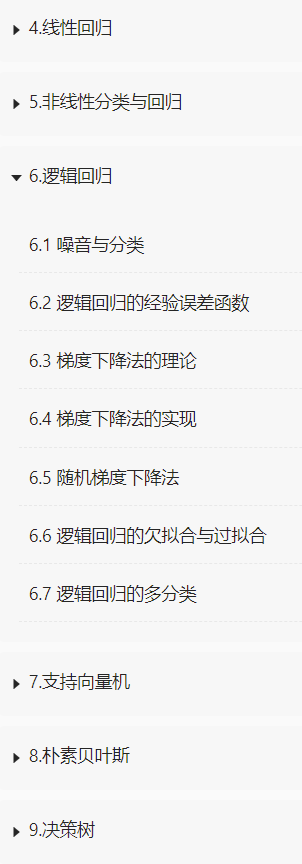 4.线性回归
5.非线性分类与回归
6.逻辑回归
6.1 噪音与分类
6.2 逻辑回归的经验误差函数
6.3 梯度下降法的理论
6.4 梯度下降法的实现
6.5 随机梯度下降法
6.6 逻辑回归的欠拟合与过拟合
6.7 逻辑回归的多分类
7.支持向量机
8.朴素贝叶斯
9.决策树